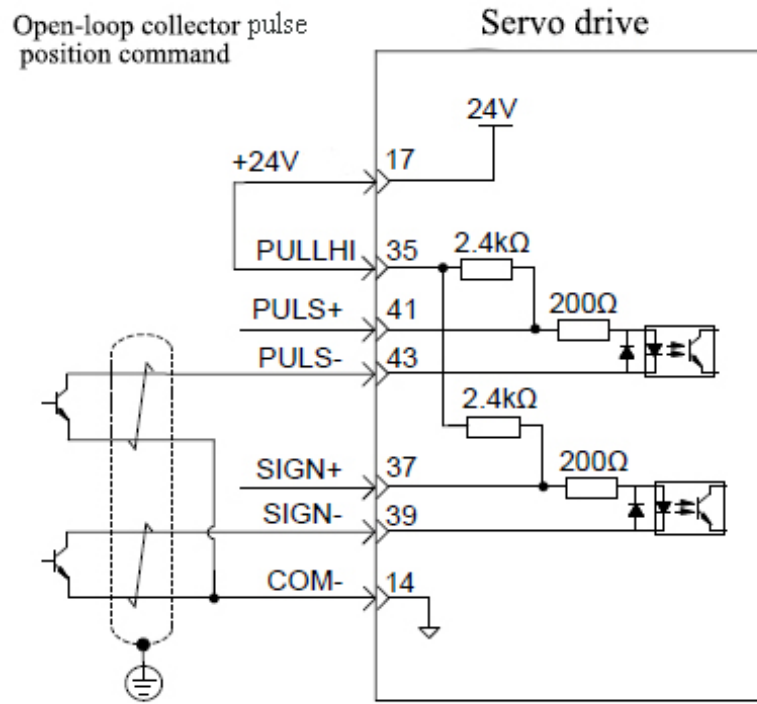 Open-loop collector pulse
position command
Servo drive
24V
+24V
17
PULLHI
35
2.4kΩ
PULS+
41
200Ω
PULS-
43
2.4kΩ
SIGN+
37
200Ω
SIGN-
39
COM-
14